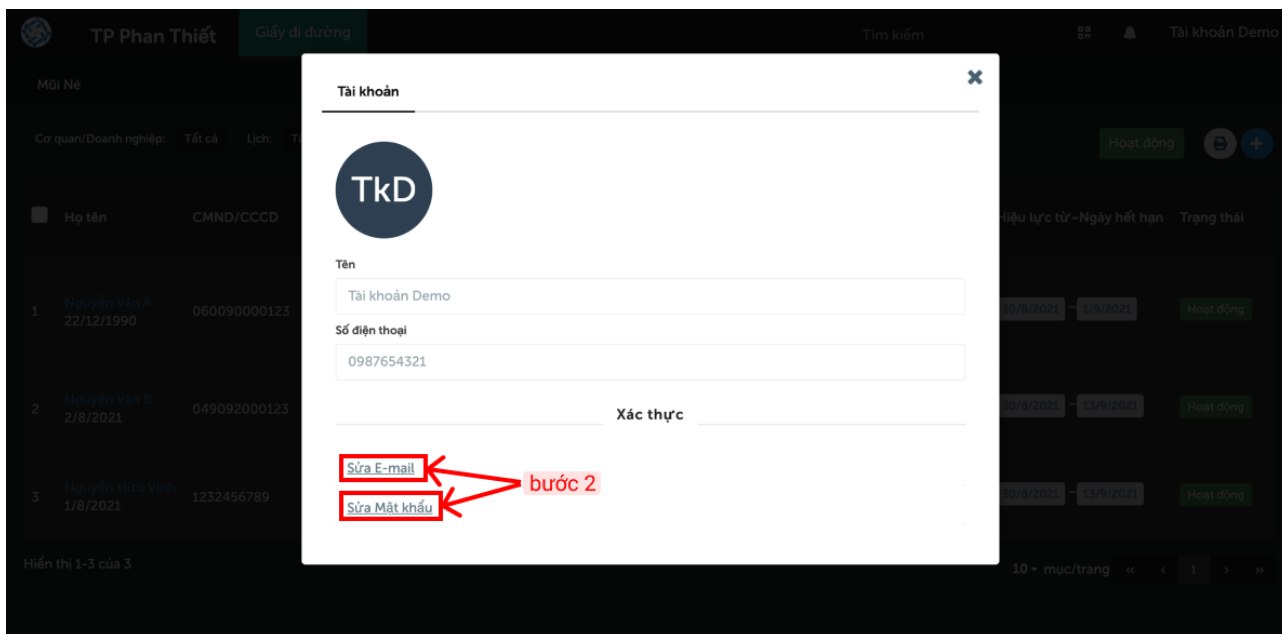 TP Phan Thiết Giấy đi đường Tìm kiếm Tài khoản Demo
Mũi Né
Tài khoản
Cơ quan/Doanh nghiệp: Tất cả Lịch: Hoạt động
TkD
Họ tên CMND/CCCD Hiệu lực từ–Ngày hết hạn Trạng thái
Tên
Tài khoản Demo
1 Nguyễn Văn A 060090000123 30/8/2021 – 1/9/2021 Hoạt động
22/12/1990
Số điện thoại
0987654321
2 Nguyễn Văn B 049092000123 30/8/2021 – 13/9/2021 Hoạt động
2/8/2021
Xác thực
Sửa E-mail
bước 2
3 Nguyễn Hữu Vinh 1232456789 30/8/2021 – 13/9/2021 Hoạt động
1/8/2021
Sửa Mật khẩu
Hiển thị 1-3 của 3 10 mục/trang « ‹ 1 › »